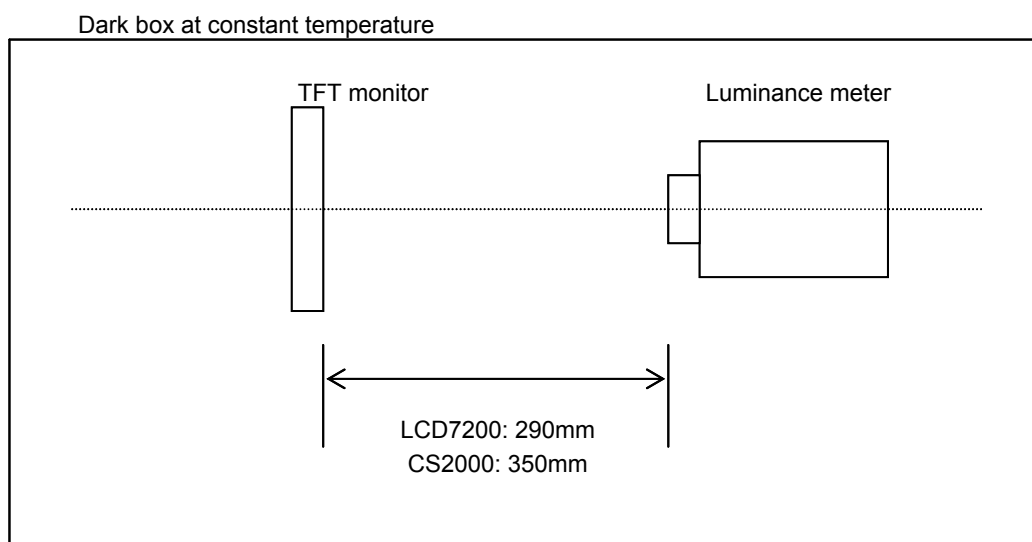 Dark box at constant temperature
TFT monitor
Luminance meter
LCD7200: 290mm
CS2000: 350mm